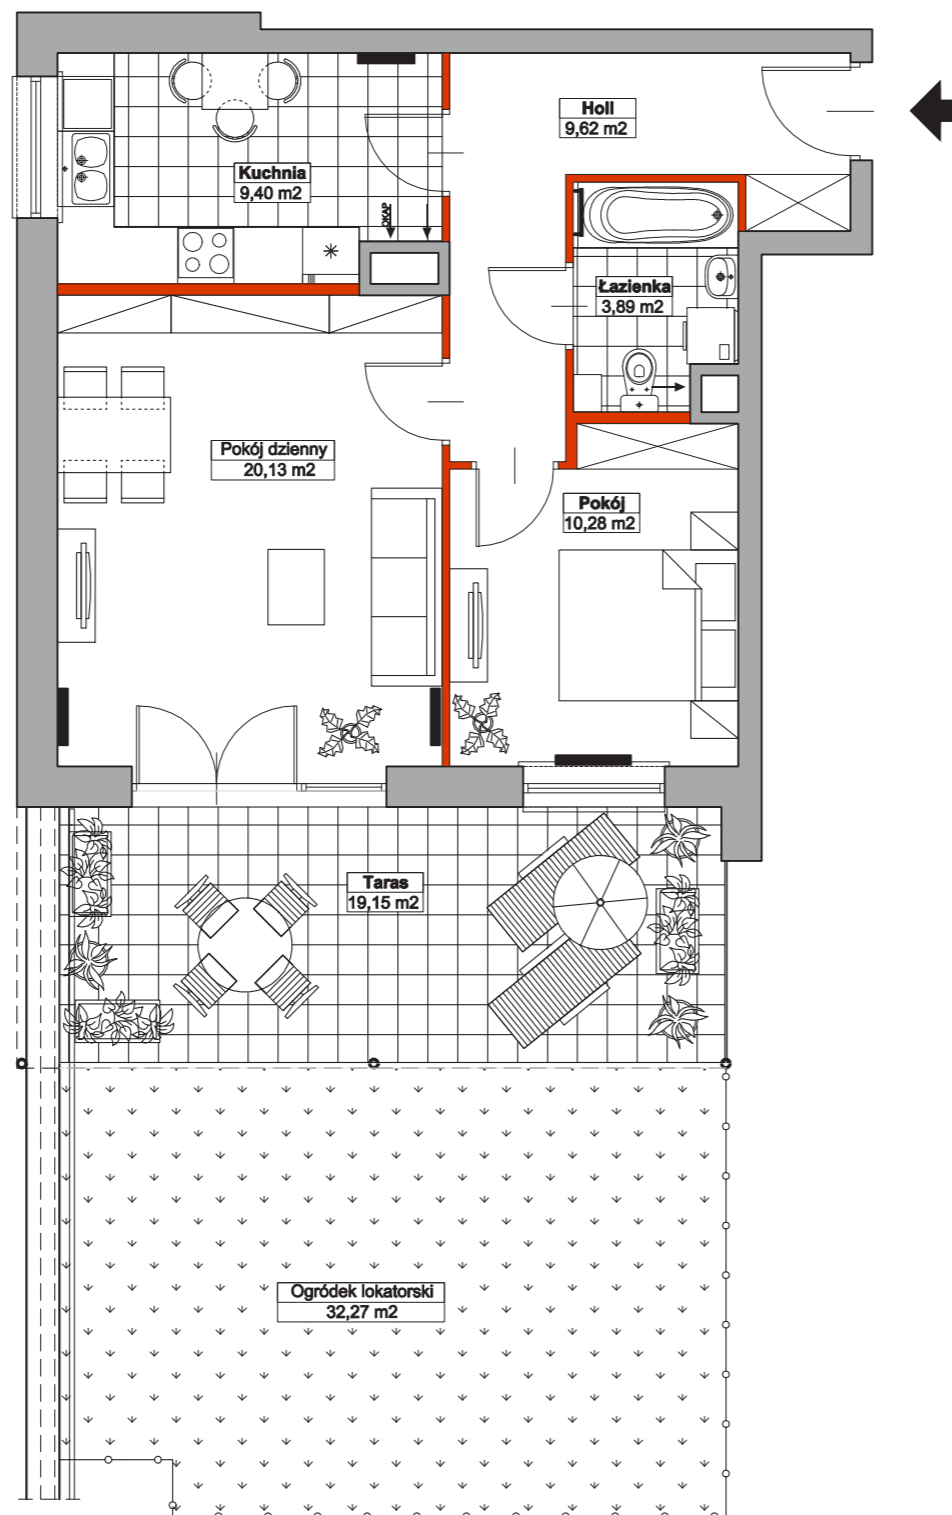 Holl
9,62 m2
Kuchnia
9,40 m2
OKAP
Łazienka
3,89 m2
Pokój dzienny
20,13 m2
Pokój
10,28 m2
Taras
19,15 m2
Ogródek lokatorski
32,27 m2